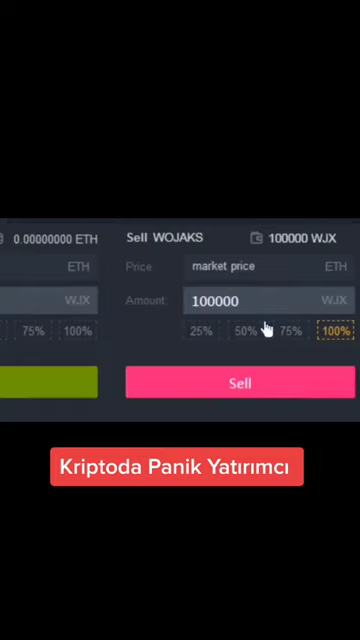 0.00000000 ETH
Sell WOJAKS 100000 WJX
ETH
Price: market price ETH
WJX
Amount: 100000 WJX
75% 100%
25% 50% 75% 100%
Sell
Kriptoda Panik Yatırımcı